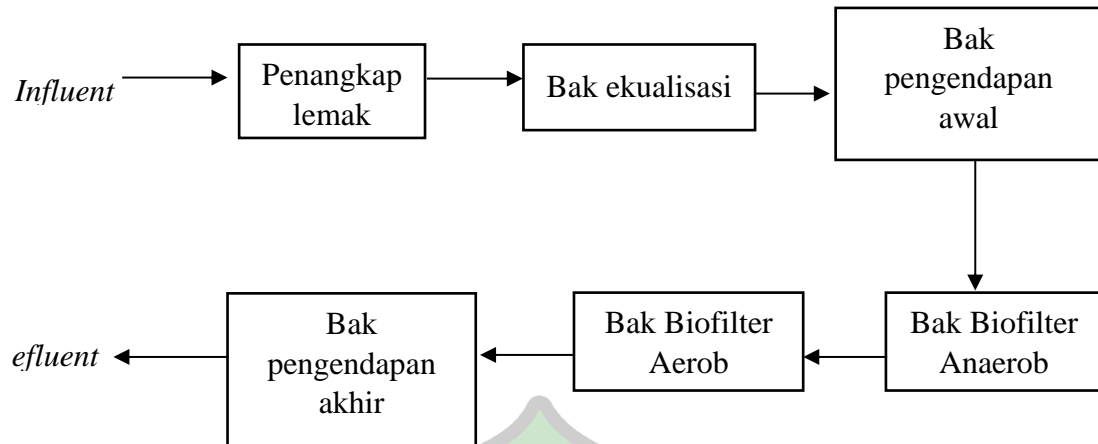 Influent
Penangkap
lemak
Bak ekualisasi
Bak
pengendapan
awal
Bak Biofilter
Anaerob
Bak Biofilter
Aerob
Bak
pengendapan
akhir
efluent